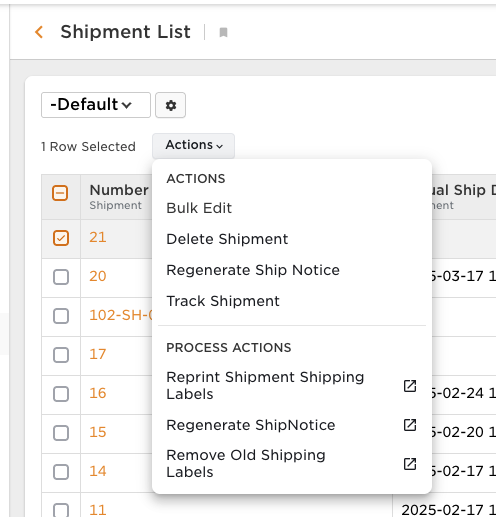 Shipment List
-Default
1 Row Selected
Actions
ACTIONS
Bulk Edit
Delete Shipment
Regenerate Ship Notice
Track Shipment
PROCESS ACTIONS
Reprint Shipment Shipping
Labels
Regenerate ShipNotice
Remove Old Shipping
Labels
Number
Shipment
ual Ship D
ent
21
20
5-03-17 1
102-SH-0
17
16
5-02-24 1
15
5-02-20 1
14
5-02-17 1
11
2025-02-17 1